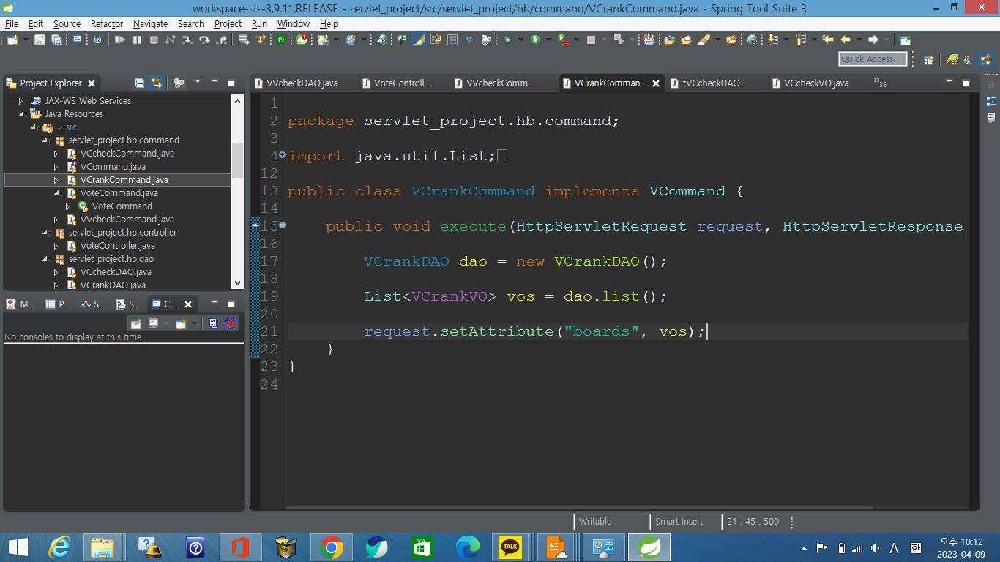 workspace-sts-3.9.11.RELEASE - servlet_project/src/servlet_project/hb/command/VCrankCommand.java - Spring Tool Suite 3
File Edit Source Refactor Navigate Search Project Run Window Help
Quick Access
Project Explorer
JAX-WS Web Services
Java Resources
> src
servlet_project.hb.command
VCcheckCommand.java
VCommand.java
VCrankCommand.java
VoteCommand.java
VoteCommand
VVcheckCommand.java
servlet_project.hb.controller
VoteController.java
servlet_project.hb.dao
VCcheckDAO.java
VCrankDAO.java
M... P... S... S... C...
No consoles to display at this time.
VVcheckDAO.java VoteControll... VVcheckComm... VCrankComman... *VCcheckDAO.... VCcheckVO.java »36
1
2 package servlet_project.hb.command;
3
4 import java.util.List;
12
13 public class VCrankCommand implements VCommand {
14
15 public void execute(HttpServletRequest request, HttpServletResponse
16
17 VCrankDAO dao = new VCrankDAO();
18
19 List<VCrankVO> vos = dao.list();
20
21 request.setAttribute("boards", vos);
22 }
23 }
24
Writable Smart Insert 21 : 45 : 500
TALK
A 한
오후 10:12
2023-04-09